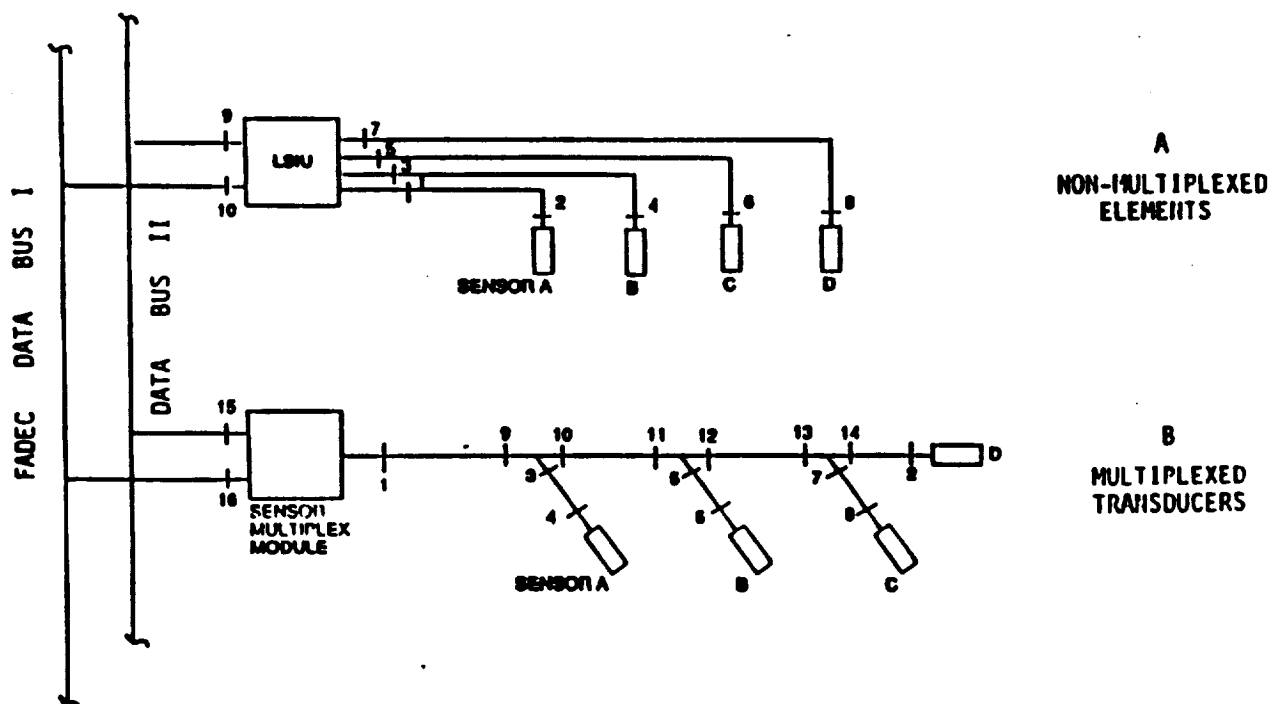 FADEC DATA BUS I
DATA BUS II
9
10
LSIU
7
5
3
1
2
4
6
8
SENSOR A
B
C
D
A
NON-MULTIPLEXED
ELEMENTS
15
16
SENSOR
MULTIPLEX
MODULE
1
9
10
11
12
13
14
2
D
3
4
5
7
8
SENSOR A
B
C
B
MULTIPLEXED
TRANSDUCERS